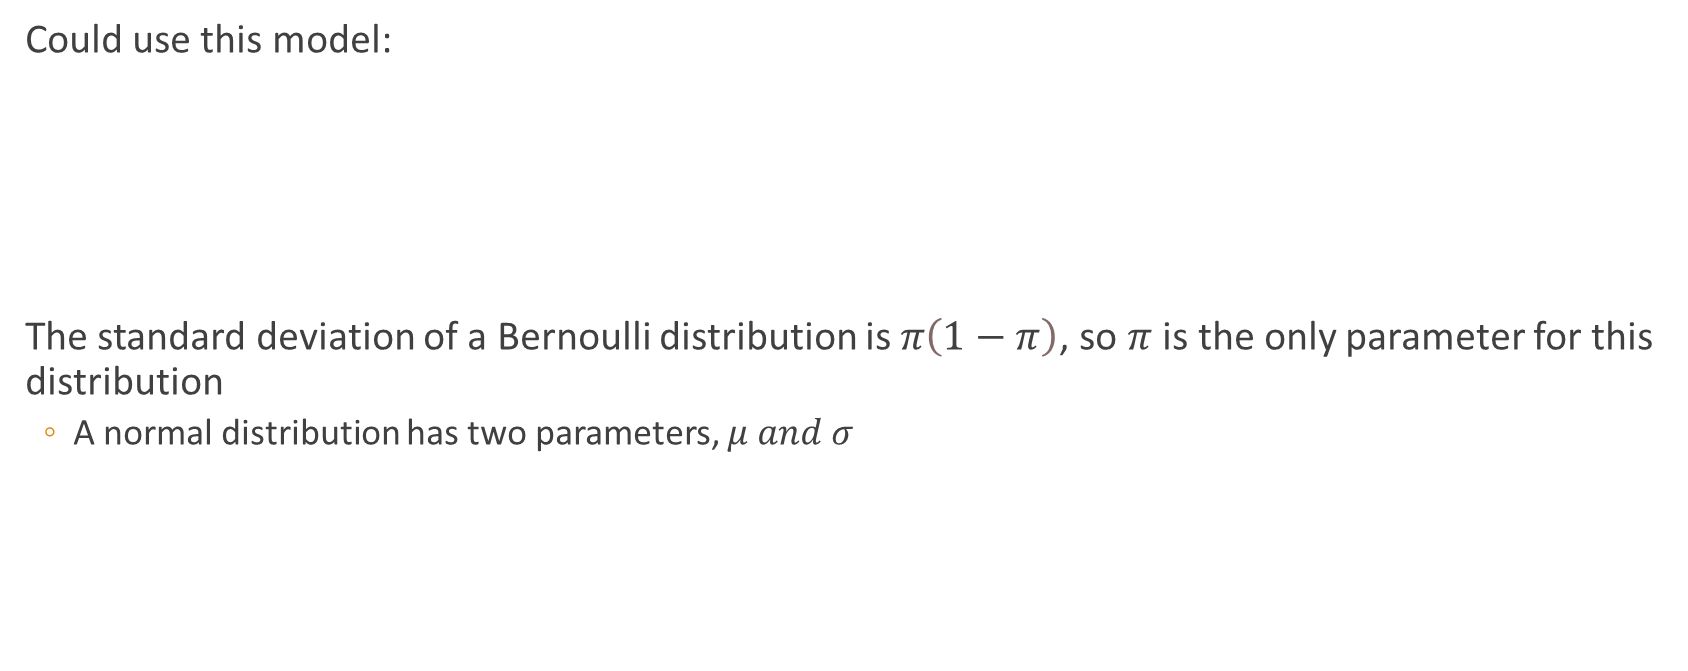 Could use this model:
The standard deviation of a Bernoulli distribution is π(1 − π), so π is the only parameter for this
distribution
◦ A normal distribution has two parameters, μ and σ